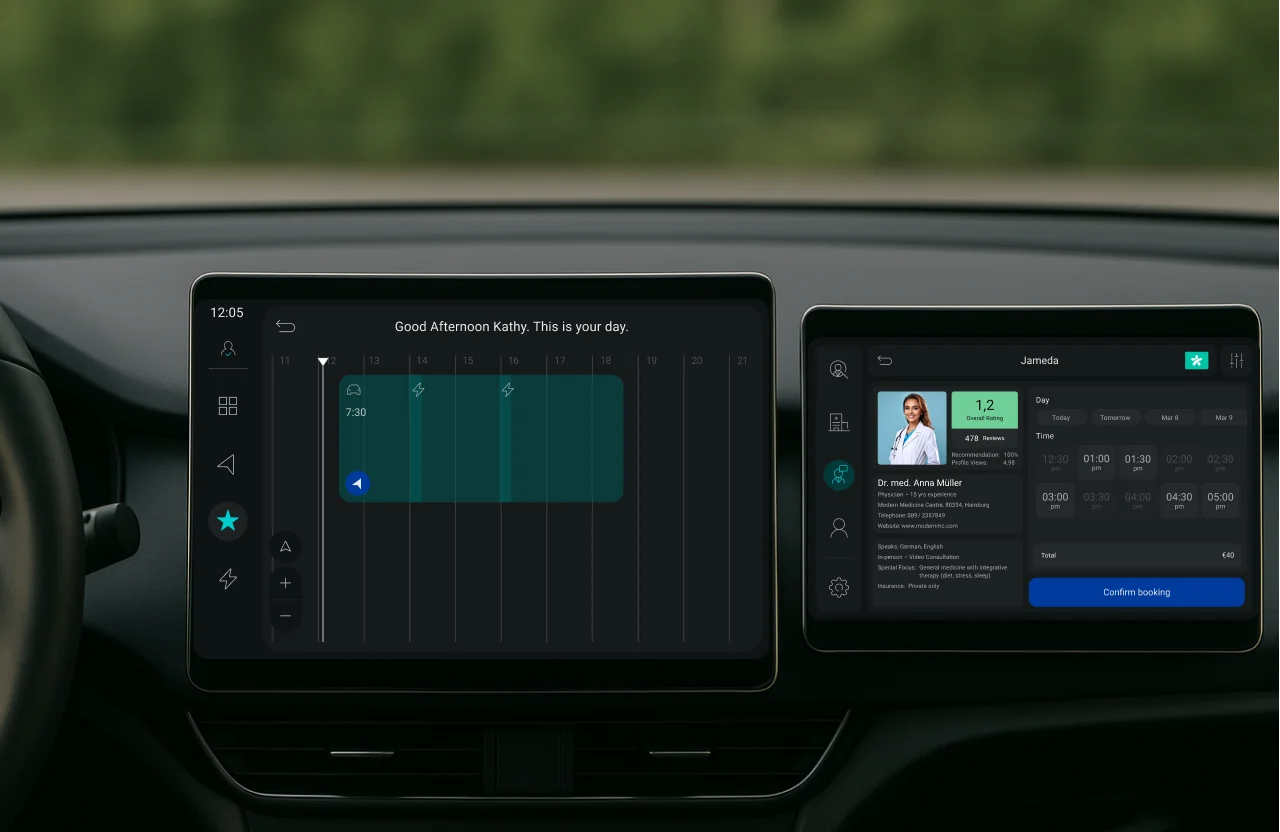 12:05
Good Afternoon Kathy. This is your day.
11 12 13 14 15 16 17 18 19 20 21
7:30
Jameda
1,2
Overall Rating
478 Reviews
Recommendation: 100%
Profile Views: 4.98
Dr. med. Anna Müller
Physician • 15 yrs experience
Modern Medicine Centre, 80334, Hamburg
Telephone:089 / 2357849
Website: www.modernmc.com
Speaks: German, English
In-person • Video Consultation
Special Focus: General medicine with integrative
therapy (diet, stress, sleep)
Insurance: Private only
Day
Today Tomorrow Mar 8 Mar 9
Time
12:30 pm 01:00 pm 01:30 pm 02:00 pm 02:30 pm
03:00 pm 03:30 pm 04:00 pm 04:30 pm 05:00 pm
Total €40
Confirm booking